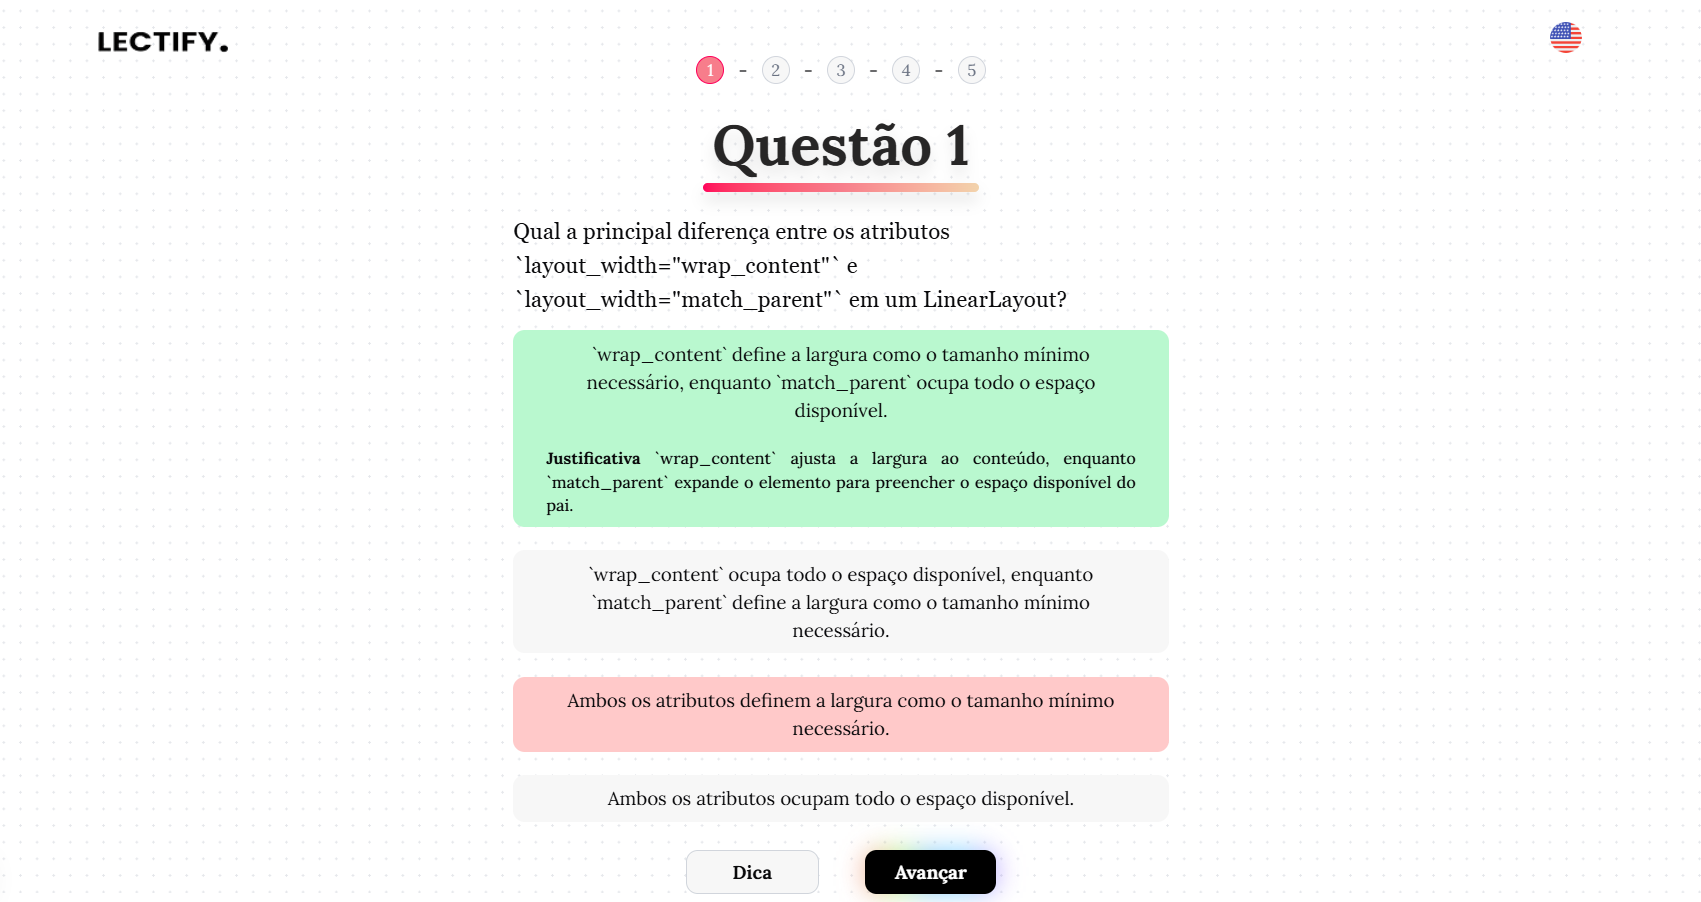 LECTIFY.
1 - 2 - 3 - 4 - 5
Questão 1
Qual a principal diferença entre os atributos
`layout_width="wrap_content"` e
`layout_width="match_parent"` em um LinearLayout?
`wrap_content` define a largura como o tamanho mínimo
necessário, enquanto `match_parent` ocupa todo o espaço
disponível.
Justificativa `wrap_content` ajusta a largura ao conteúdo, enquanto
`match_parent` expande o elemento para preencher o espaço disponível do
pai.
`wrap_content` ocupa todo o espaço disponível, enquanto
`match_parent` define a largura como o tamanho mínimo
necessário.
Ambos os atributos definem a largura como o tamanho mínimo
necessário.
Ambos os atributos ocupam todo o espaço disponível.
Dica
Avançar